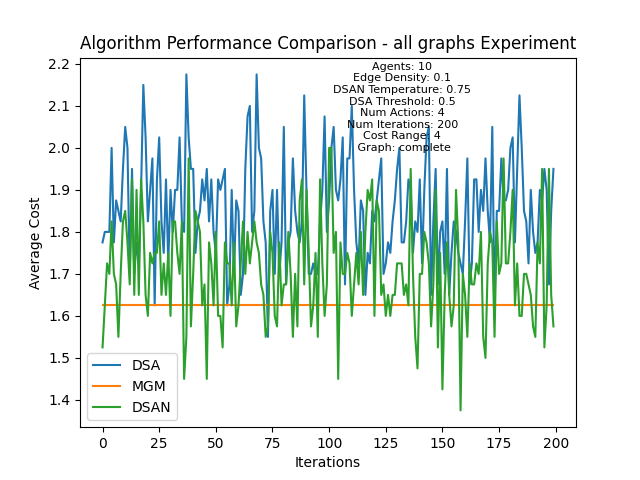 Algorithm Performance Comparison - all graphs Experiment
Agents: 10
Edge Density: 0.1
DSAN Temperature: 0.75
DSA Threshold: 0.5
Num Actions: 4
Num Iterations: 200
Cost Range: 4
Graph: complete
2.2
2.1
2.0
1.9
1.8
1.7
1.6
1.5
1.4
Average Cost
DSA
MGM
DSAN
0 25 50 75 100 125 150 175 200
Iterations